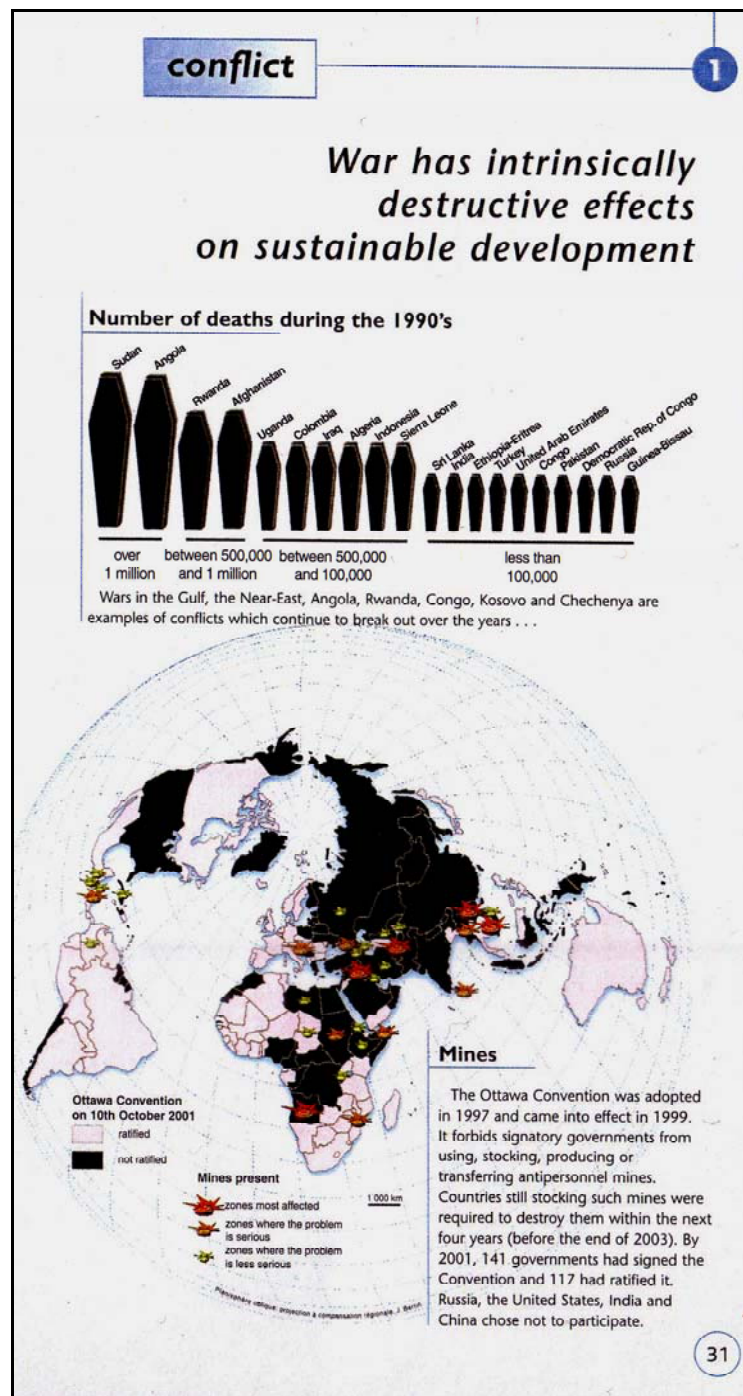 conflict
1
War has intrinsically
destructive effects
on sustainable development
Number of deaths during the 1990's
Sudan
Angola
Rwanda
Afghanistan
Uganda
Colombia
Iraq
Algeria
Indonesia
Sierra Leone
Sri Lanka
India
Ethiopia-Eritrea
Turkey
United Arab Emirates
Congo
Pakistan
Democratic Rep. of Congo
Russia
Guinea-Bissau
over
1 million
between 500,000
and 1 million
between 500,000
and 100,000
less than
100,000
Wars in the Gulf, the Near-East, Angola, Rwanda, Congo, Kosovo and Chechenya are
examples of conflicts which continue to break out over the years . . .
Ottawa Convention
on 10th October 2001
ratified
not ratified
Mines present
zones most affected
zones where the problem
is serious
zones where the problem
is less serious
1 000 km
Planisphère oblique: projection à compensation régionale, J. Bertin
Mines
The Ottawa Convention was adopted
in 1997 and came into effect in 1999.
It forbids signatory governments from
using, stocking, producing or
transferring antipersonnel mines.
Countries still stocking such mines were
required to destroy them within the next
four years (before the end of 2003). By
2001, 141 governments had signed the
Convention and 117 had ratified it.
Russia, the United States, India and
China chose not to participate.
31